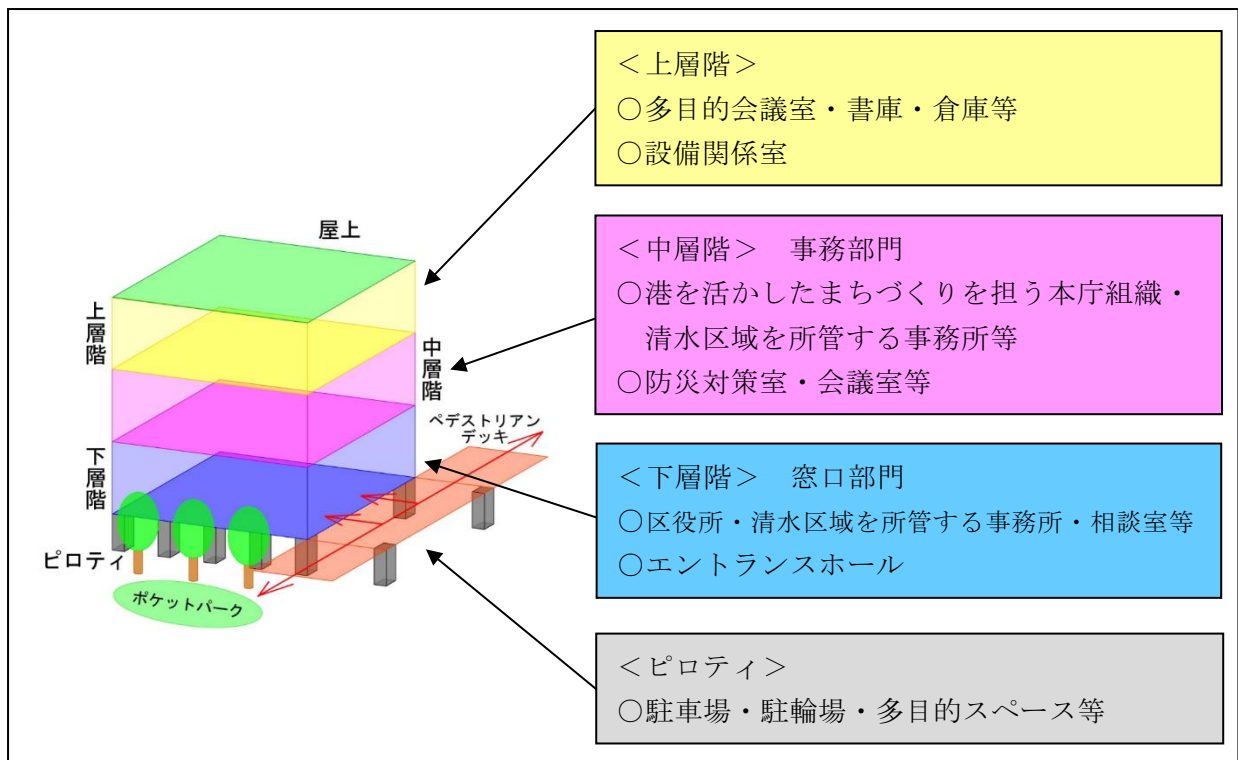 ＜上層階＞
○多目的会議室・書庫・倉庫等
○設備関係室
＜中層階＞　事務部門
○港を活かしたまちづくりを担う本庁組織・
清水区域を所管する事務所等
○防災対策室・会議室等
＜下層階＞　窓口部門
○区役所・清水区域を所管する事務所・相談室等
○エントランスホール
＜ピロティ＞
○駐車場・駐輪場・多目的スペース等
屋上
上層階
中層階
ペデストリアン
デッキ
下層階
ピロティ
ポケットパーク